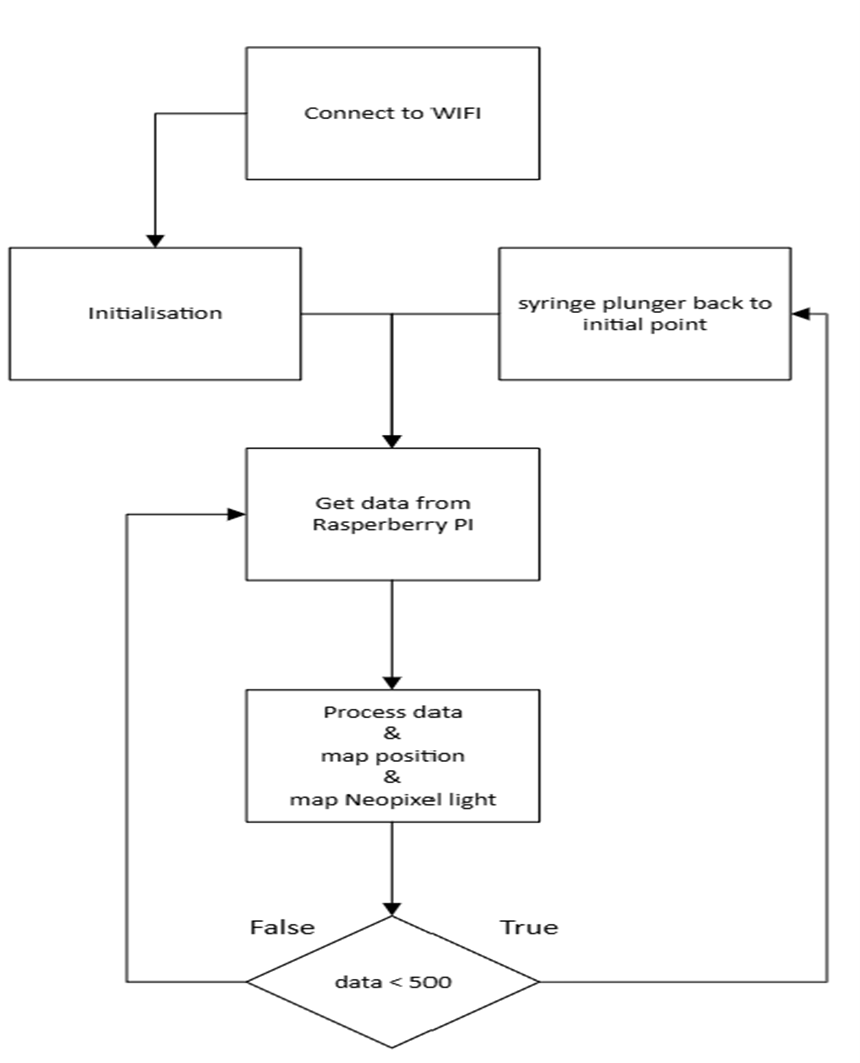 Connect to WIFI
Initialisation
syringe plunger back to
initial point
Get data from
Rasperberry PI
Process data
&
map position
&
map Neopixel light
False
True
data < 500